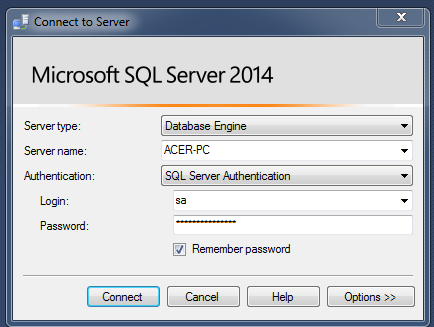 Connect to Server
Microsoft SQL Server 2014
Server type: Database Engine
Server name: ACER-PC
Authentication: SQL Server Authentication
Login: sa
Password: ***************
Remember password
Connect Cancel Help Options >>